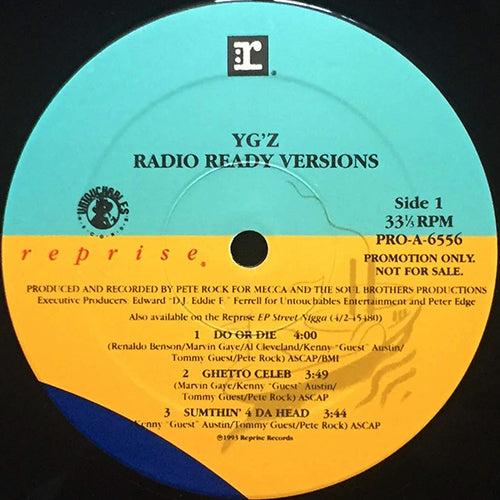 r
YG'Z
RADIO READY VERSIONS
UNTOUCHABLES
RECORDS
Side 1
33⅓ RPM
PRO-A-6556
reprise®
PROMOTION ONLY.
NOT FOR SALE.
PRODUCED AND RECORDED BY PETE ROCK FOR MECCA AND THE SOUL BROTHERS PRODUCTIONS
Executive Producers: Edward "D.J. Eddie F." Ferrell for Untouchables Entertainment and Peter Edge
Also available on the Reprise EP Street Nigga (4/2-45480)
1 DO OR DIE 4:00
(Renaldo Benson/Marvin Gaye/Al Cleveland/Kenny "Guest" Austin/
Tommy Guest/Pete Rock) ASCAP/BMI
2 GHETTO CELEB 3:49
(Marvin Gaye/Kenny "Guest" Austin/
Tommy Guest/Pete Rock) ASCAP
3 SUMTHIN' 4 DA HEAD 3:44
(Kenny "Guest" Austin/Tommy Guest/Pete Rock) ASCAP
℗1993 Reprise Records